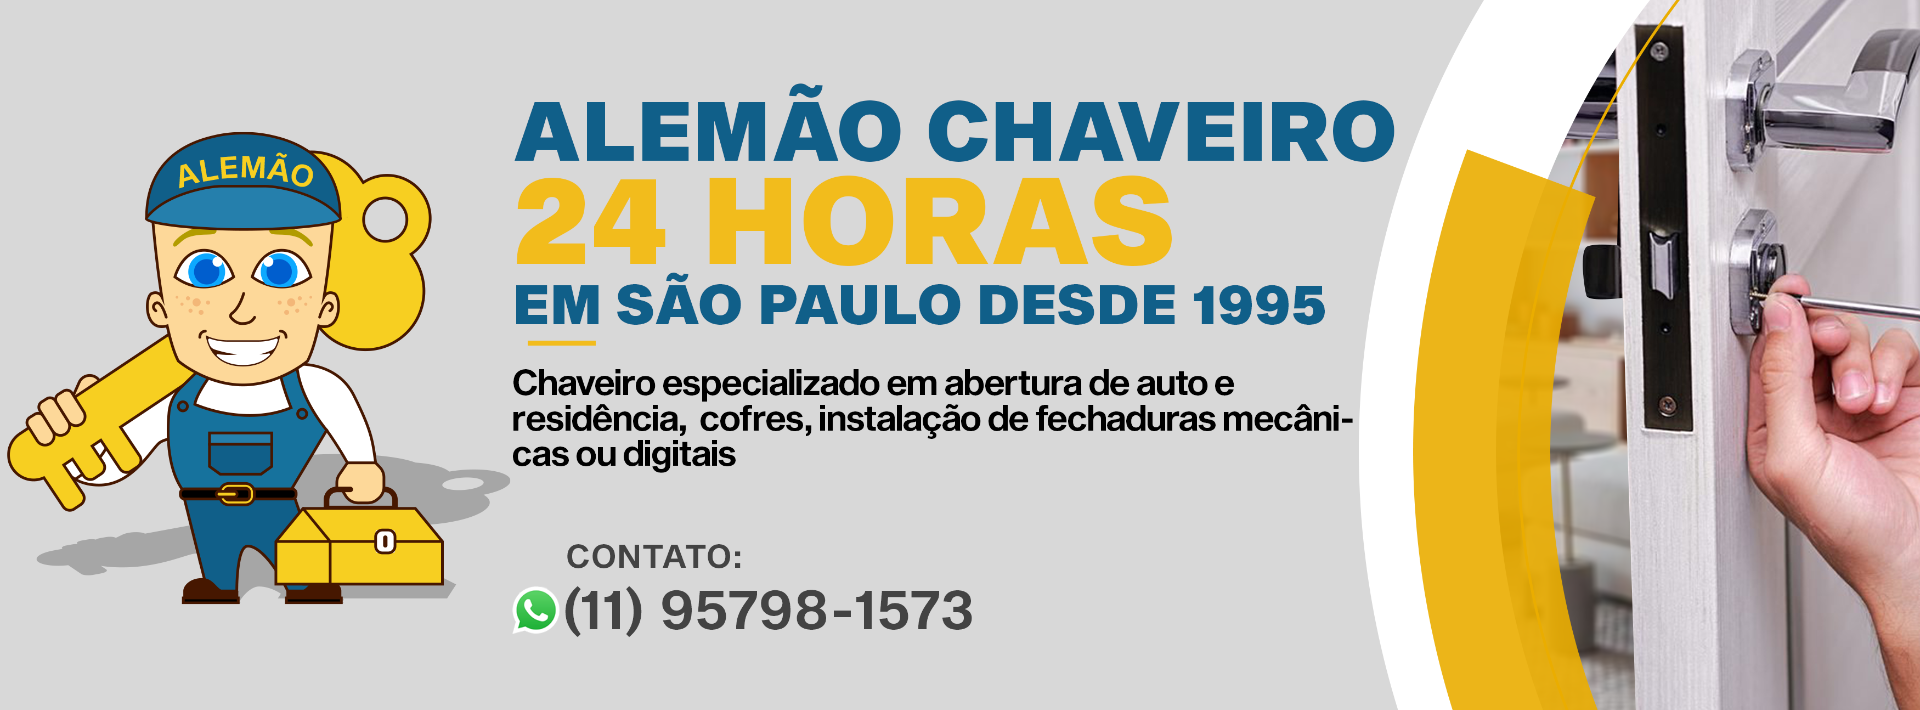 ALEMÃO
ALEMÃO CHAVEIRO
24 HORAS
EM SÃO PAULO DESDE 1995
Chaveiro especializado em abertura de auto e
residência,  cofres, instalação de fechaduras mecâni-
cas ou digitais
CONTATO:
(11) 95798-1573